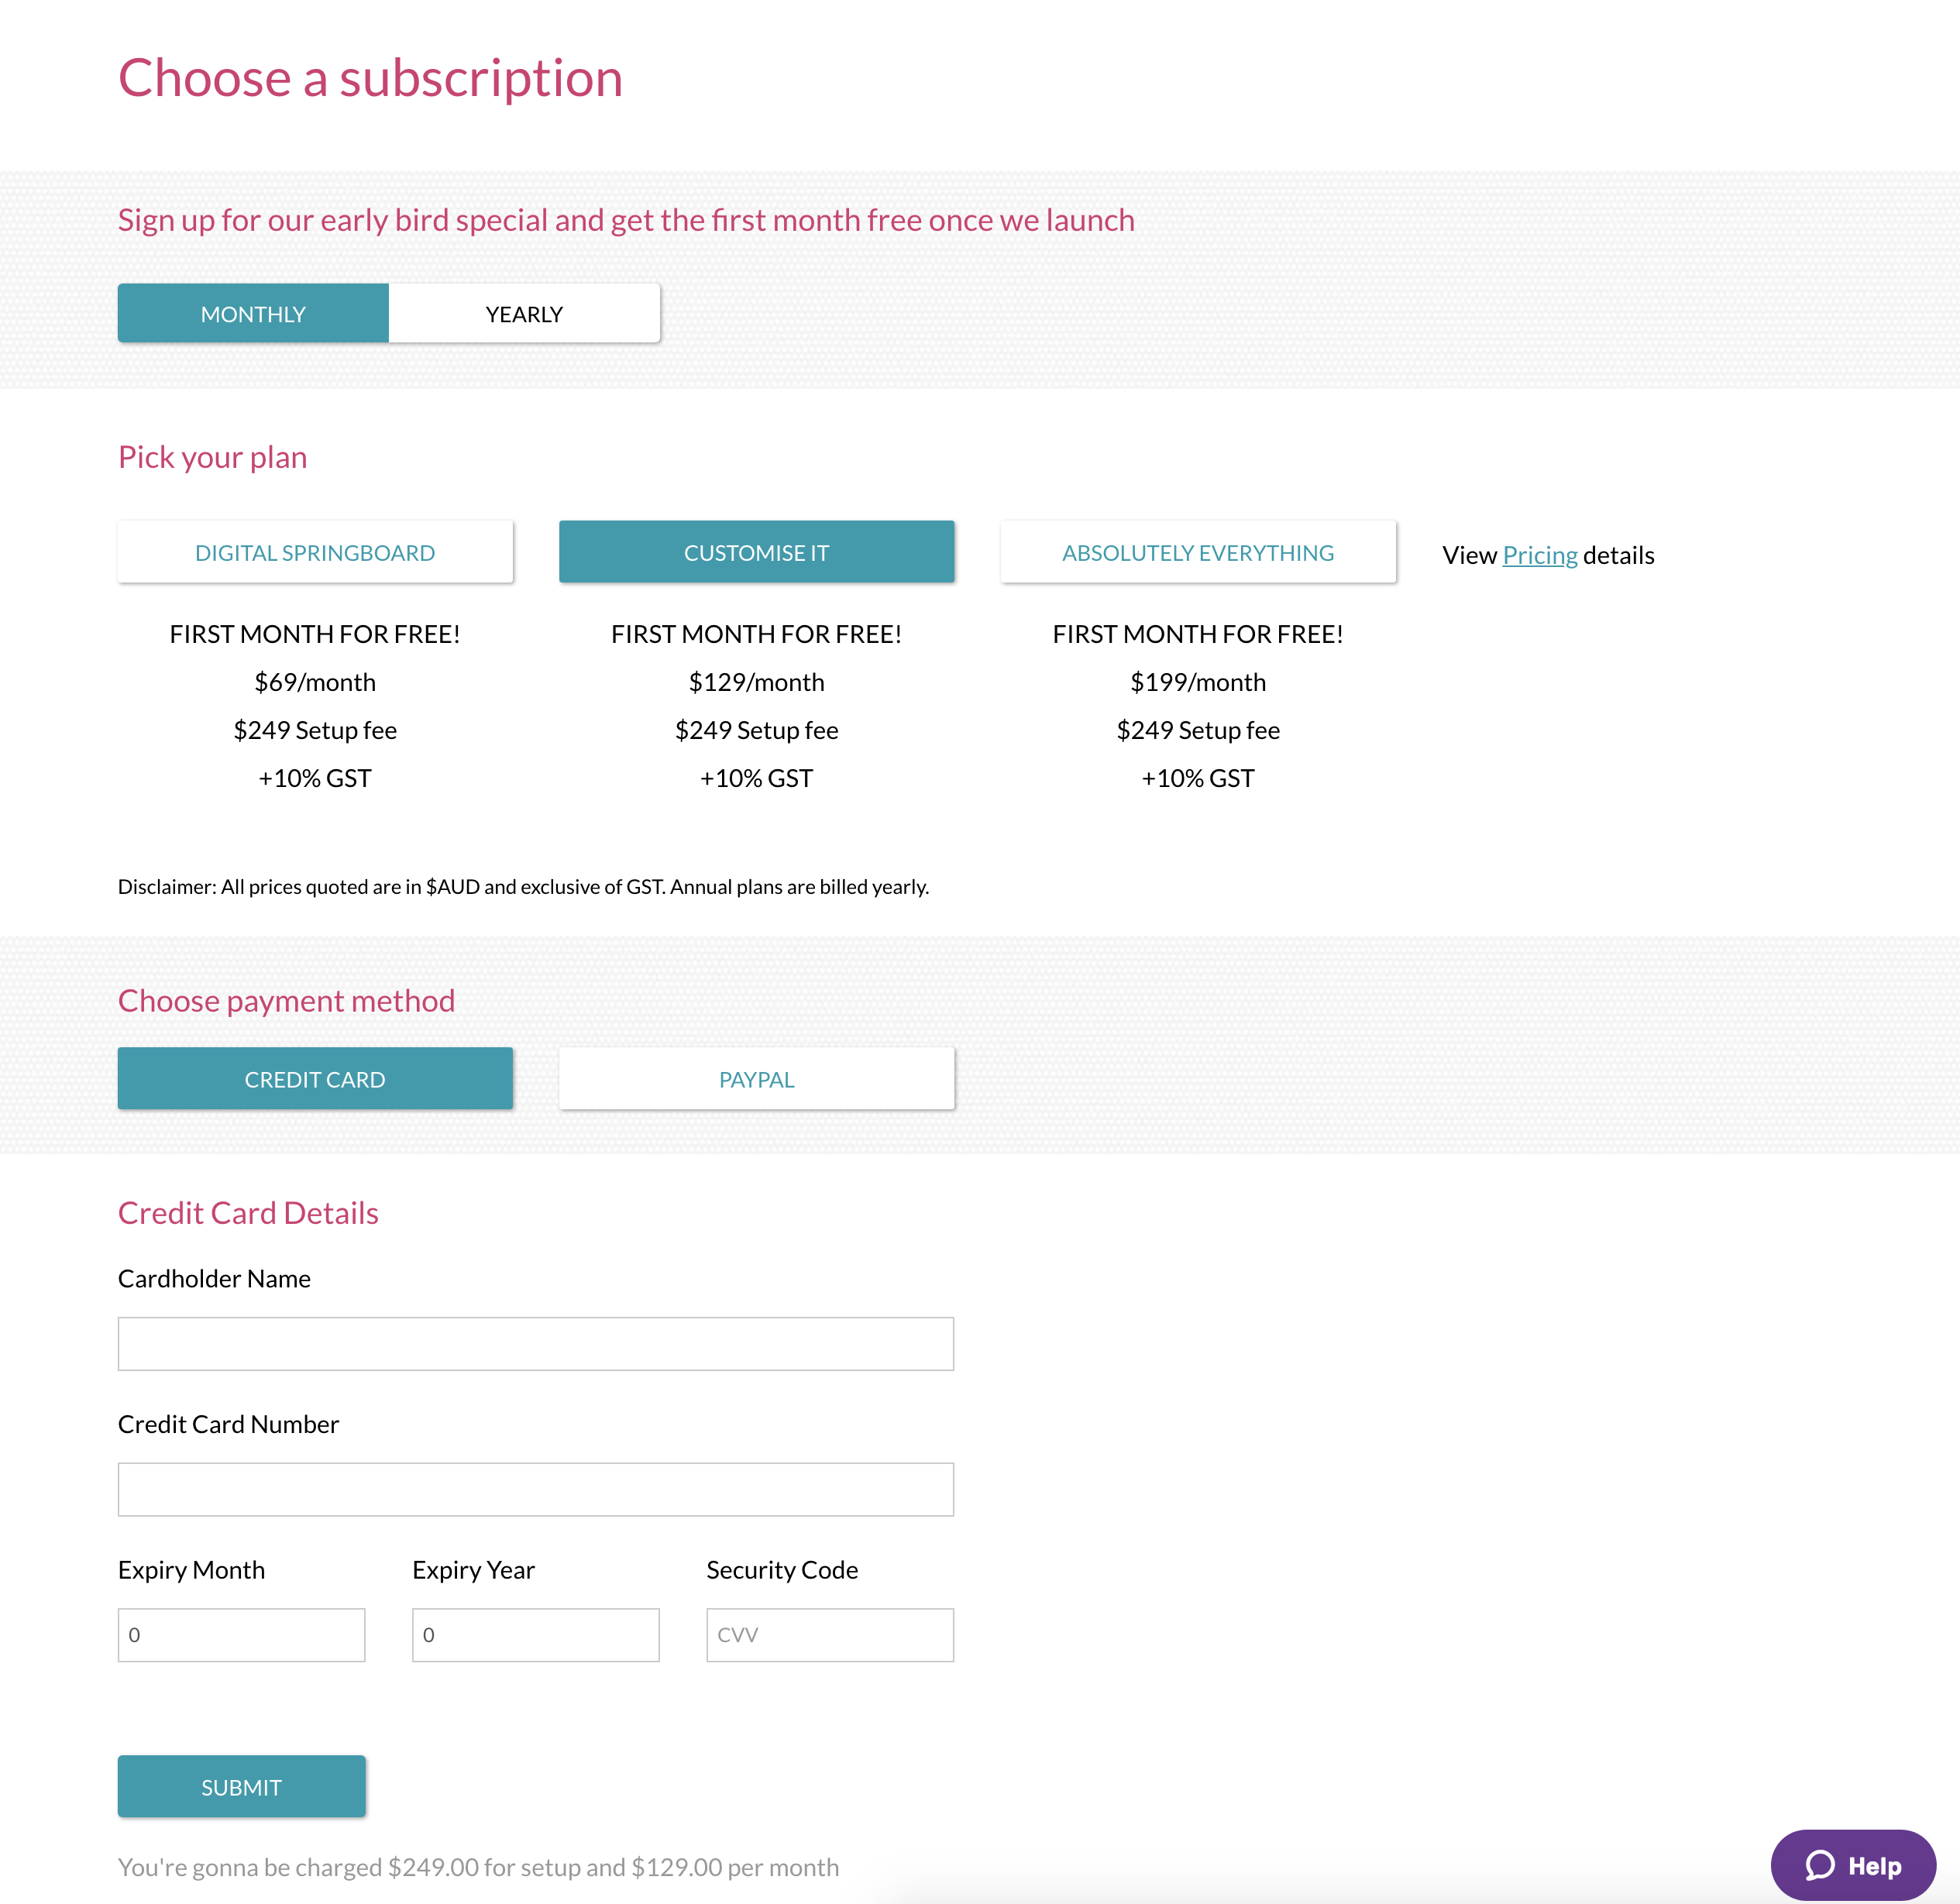 Choose a subscription
Sign up for our early bird special and get the first month free once we launch
MONTHLY YEARLY
Pick your plan
DIGITAL SPRINGBOARD CUSTOMISE IT ABSOLUTELY EVERYTHING View Pricing details
FIRST MONTH FOR FREE! FIRST MONTH FOR FREE! FIRST MONTH FOR FREE!
$69/month $129/month $199/month
$249 Setup fee $249 Setup fee $249 Setup fee
+10% GST +10% GST +10% GST
Disclaimer: All prices quoted are in $AUD and exclusive of GST. Annual plans are billed yearly.
Choose payment method
CREDIT CARD PAYPAL
Credit Card Details
Cardholder Name
Credit Card Number
Expiry Month Expiry Year Security Code
0 0 CVV
SUBMIT
You're gonna be charged $249.00 for setup and $129.00 per month
Help